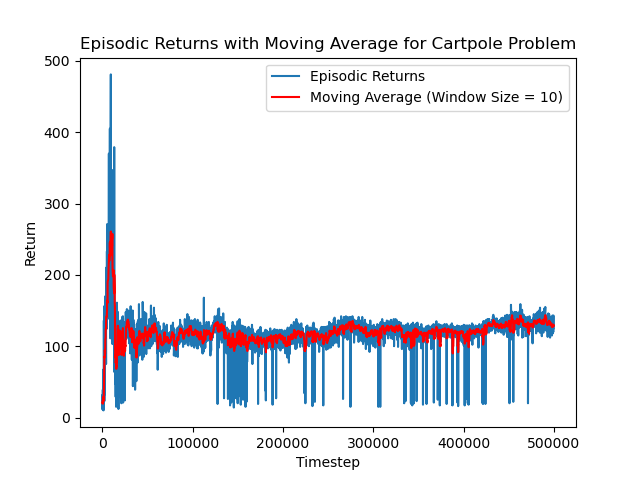 Episodic Returns with Moving Average for Cartpole Problem
Episodic Returns
Moving Average (Window Size = 10)
500
400
300
200
100
0
Return
0 100000 200000 300000 400000 500000
Timestep